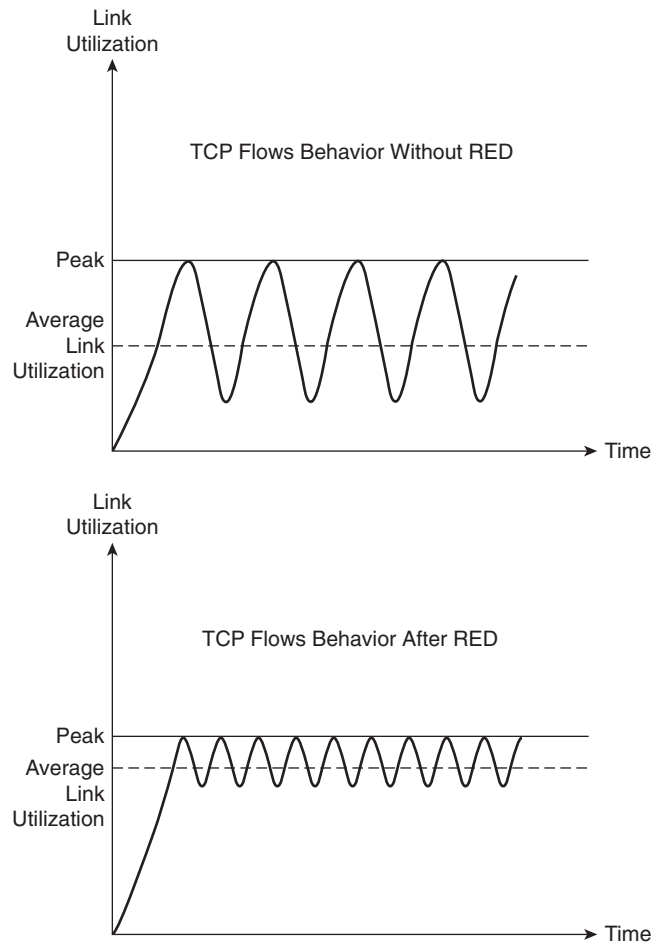 Link
Utilization
TCP Flows Behavior Without RED
Peak
Average
Link
Utilization
Time
Link
Utilization
TCP Flows Behavior After RED
Peak
Average
Link
Utilization
Time